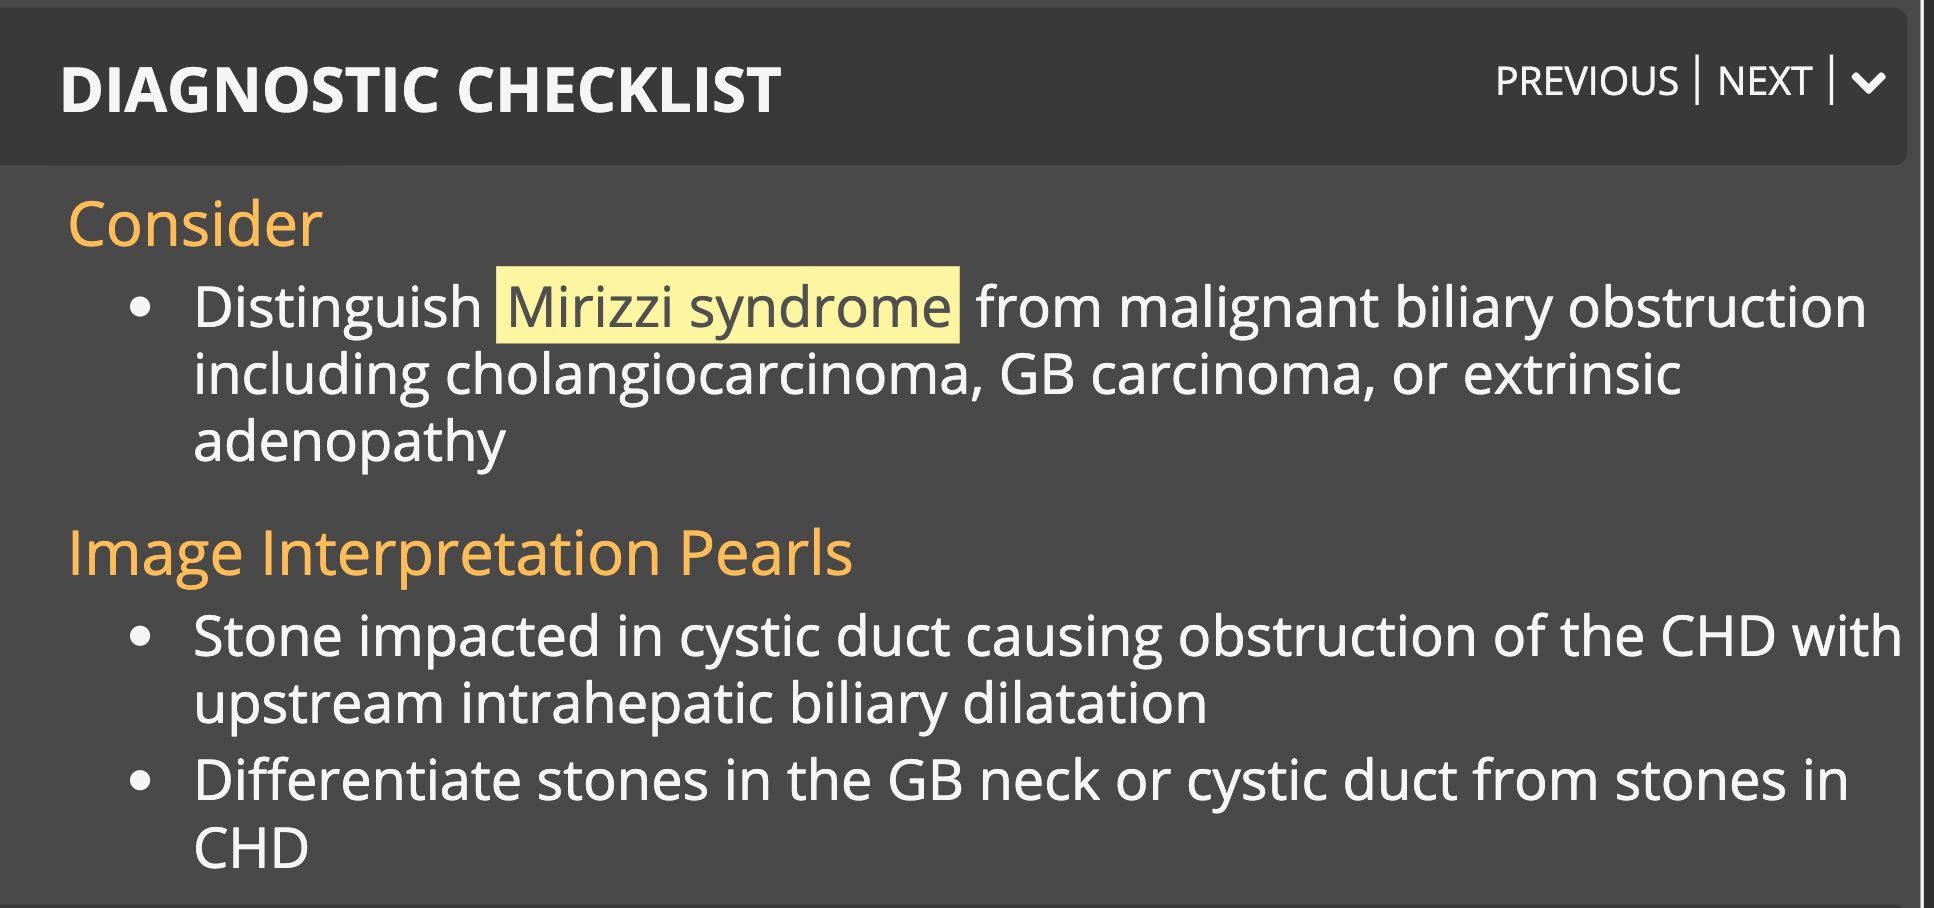 DIAGNOSTIC CHECKLIST
PREVIOUS | NEXT |
Consider
• Distinguish Mirizzi syndrome from malignant biliary obstruction
including cholangiocarcinoma, GB carcinoma, or extrinsic
adenopathy
Image Interpretation Pearls
• Stone impacted in cystic duct causing obstruction of the CHD with
upstream intrahepatic biliary dilatation
• Differentiate stones in the GB neck or cystic duct from stones in
CHD